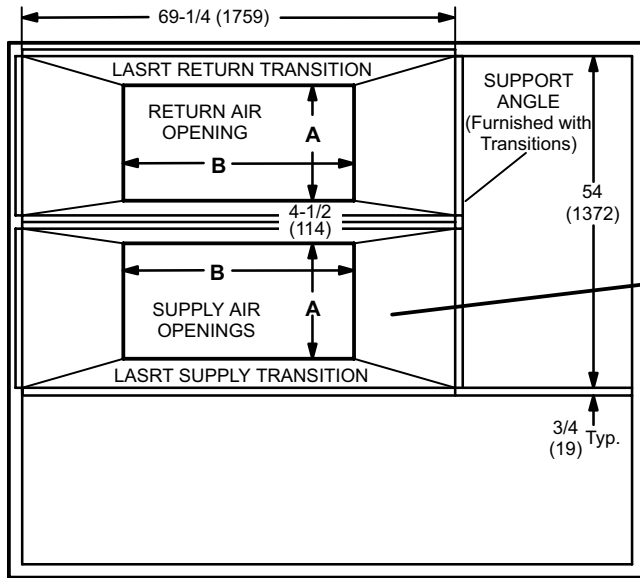 69-1/4 (1759)
LASRT RETURN TRANSITION
RETURN AIR
OPENING
A
B
SUPPORT
ANGLE
(Furnished with
Transitions)
4-1/2
(114)
54
(1372)
B
A
SUPPLY AIR
OPENINGS
LASRT SUPPLY TRANSITION
3/4
(19) Typ.